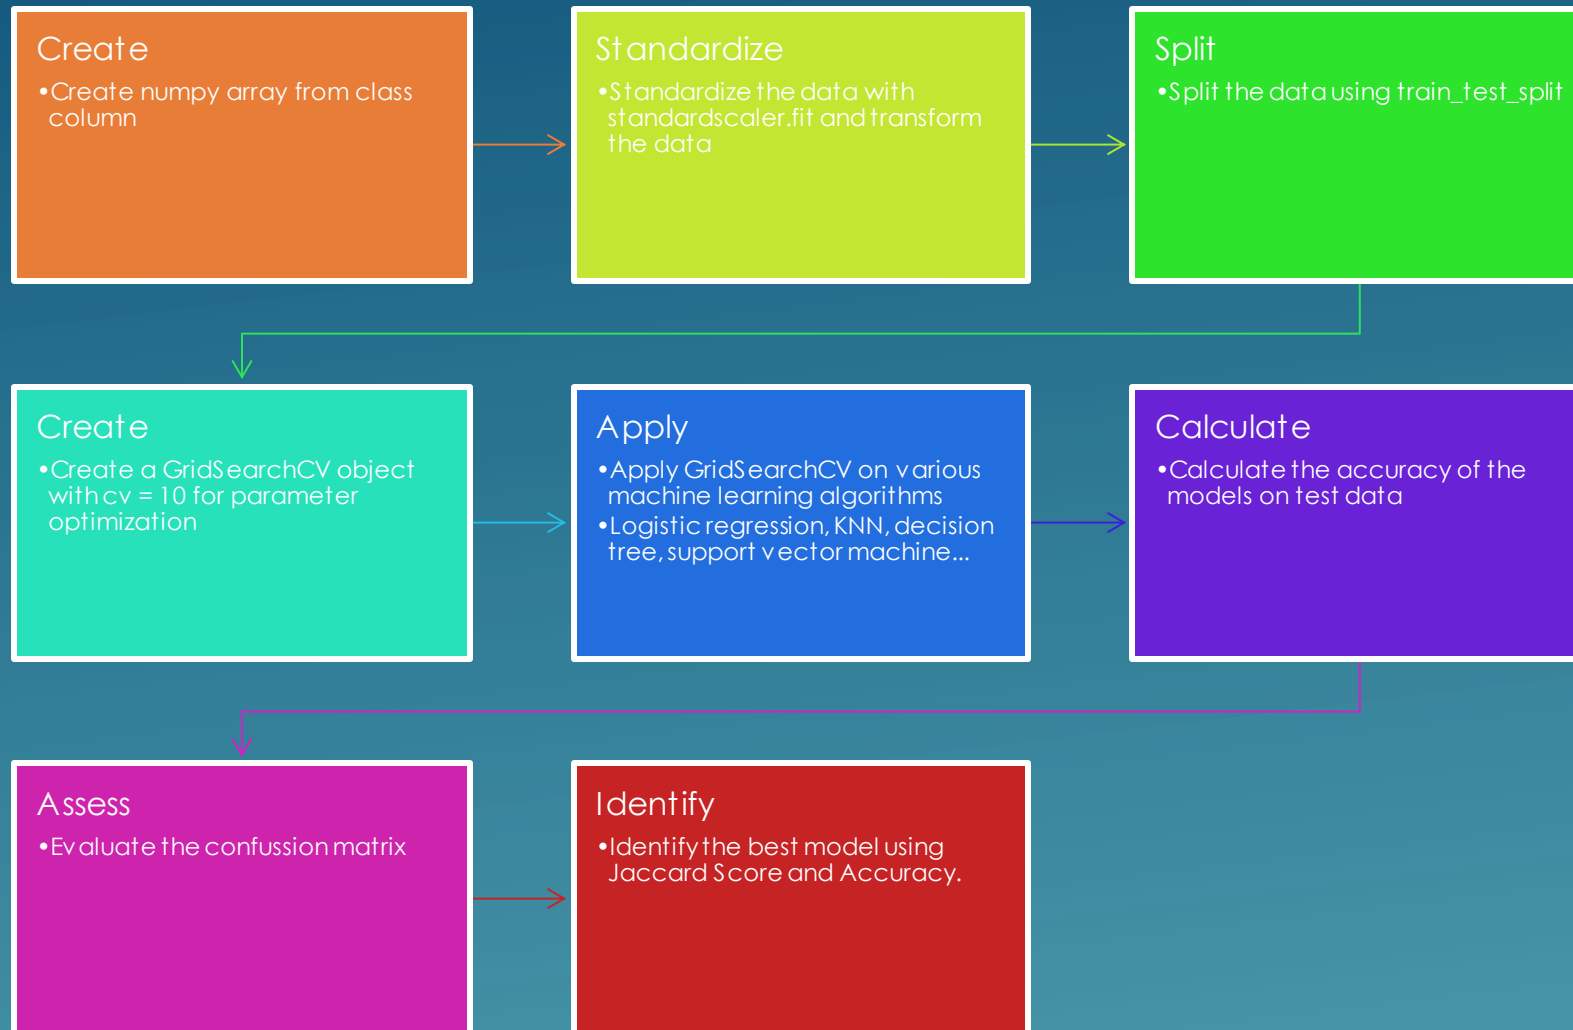 Create
•Create numpy array from class
column
Standardize
•Standardize the data with
standardscaler.fit and transform
the data
Split
•Split the data using train_test_split
Create
•Create a GridSearchCV object
with cv = 10 for parameter
optimization
Apply
•Apply GridSearchCV on various
machine learning algorithms
•Logistic regression, KNN, decision
tree, support vector machine...
Calculate
•Calculate the accuracy of the
models on test data
Assess
•Evaluate the confussion matrix
Identify
•Identify the best model using
Jaccard Score and Accuracy.